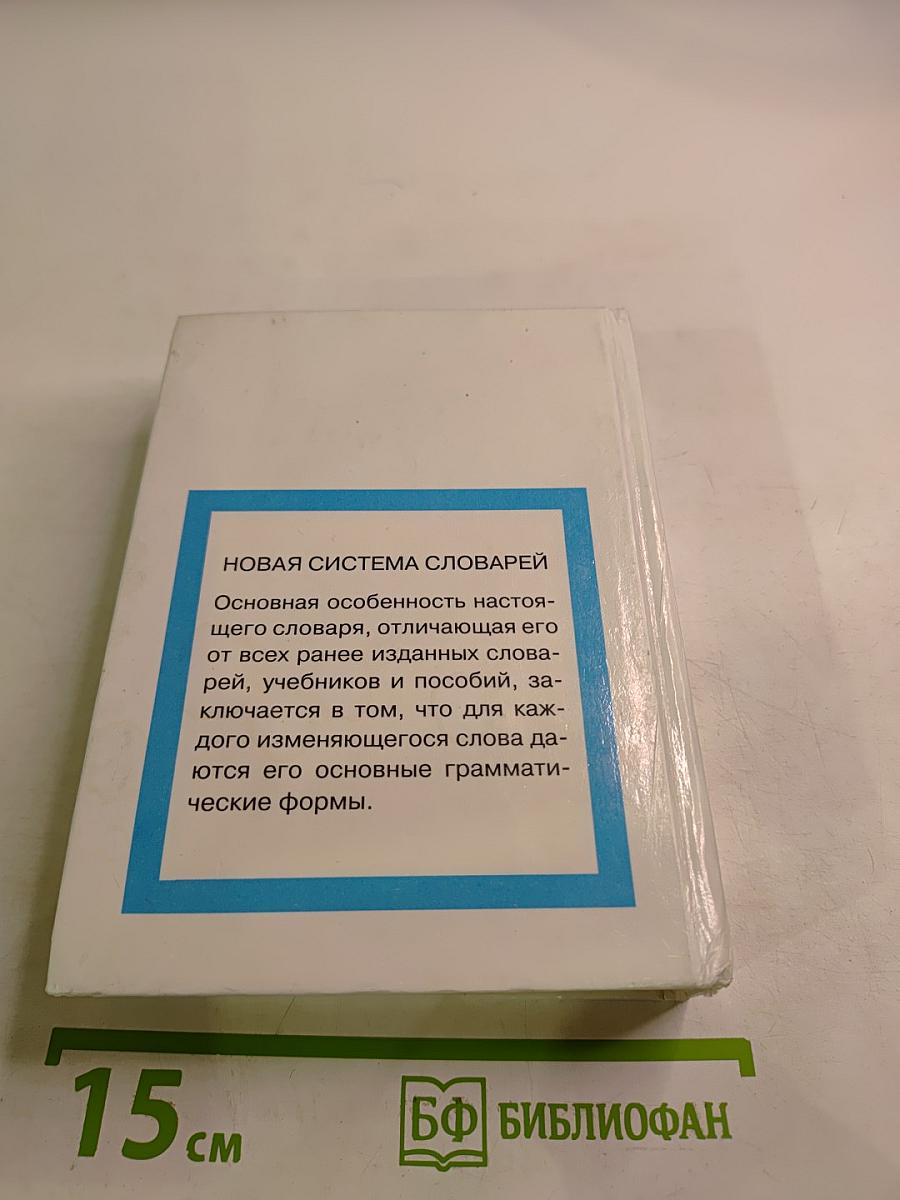 НОВАЯ СИСТЕМА СЛОВАРЕЙ
Основная особенность настоя-
щего словаря, отличающая его
от всех ранее изданных слова-
рей, учебников и пособий, за-
ключается в том, что для каж-
дого изменяющегося слова да-
ются его основные граммати-
ческие формы.
15 см
БФ БИБЛИОФАН